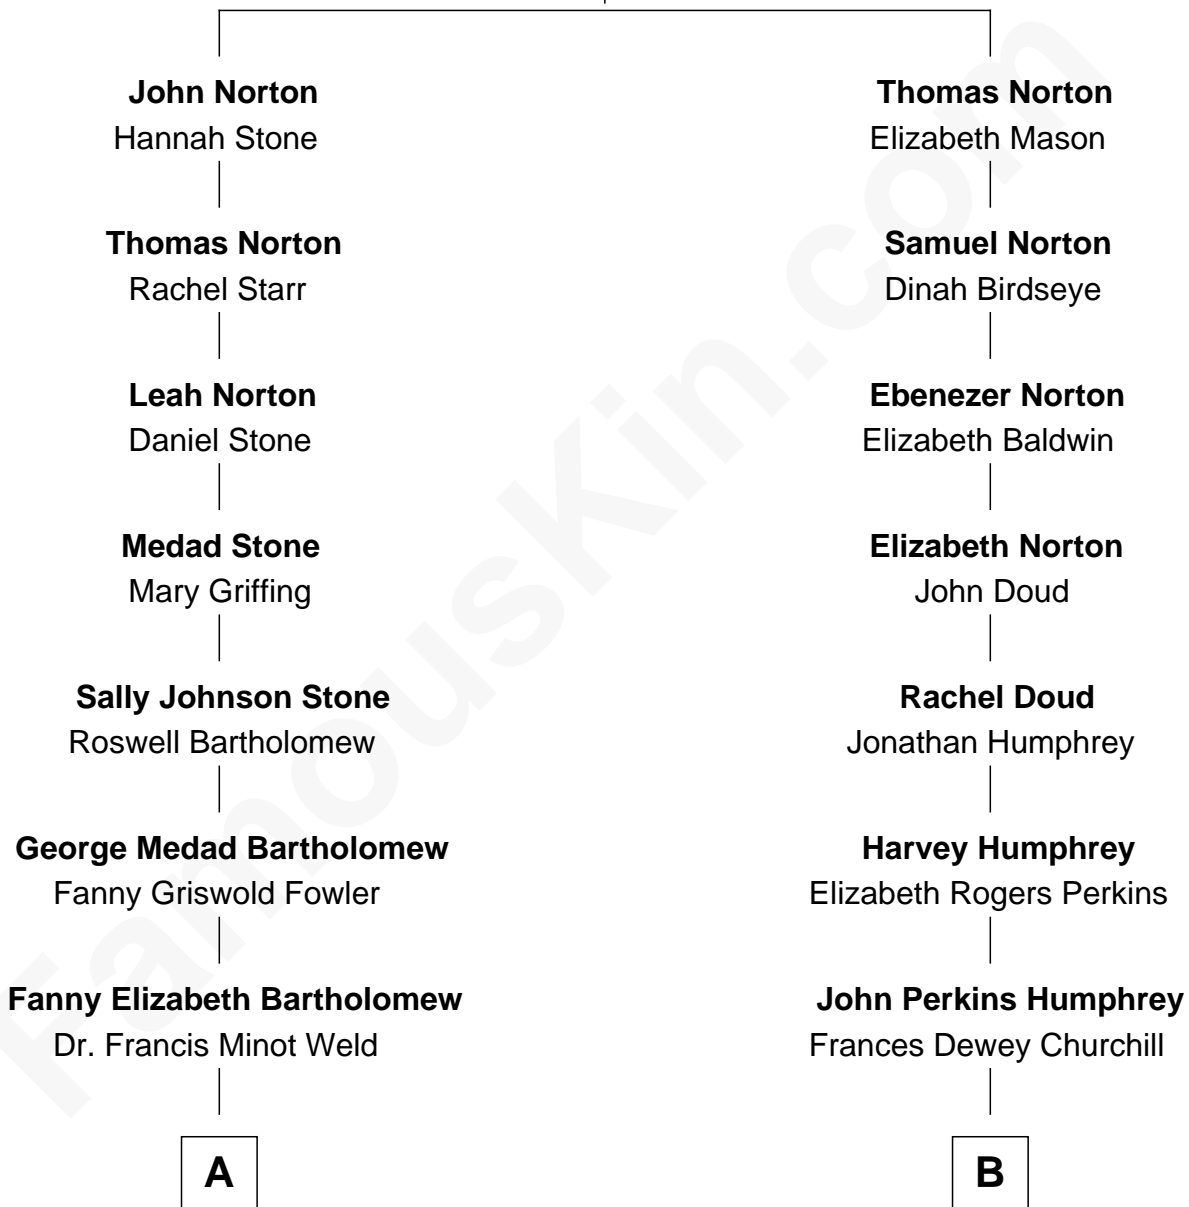 John Norton
Hannah Stone
Thomas Norton
Rachel Starr
Leah Norton
Daniel Stone
Medad Stone
Mary Griffing
Sally Johnson Stone
Roswell Bartholomew
George Medad Bartholomew
Fanny Griswold Fowler
Fanny Elizabeth Bartholomew
Dr. Francis Minot Weld
A
Thomas Norton
Elizabeth Mason
Samuel Norton
Dinah Birdseye
Ebenezer Norton
Elizabeth Baldwin
Elizabeth Norton
John Doud
Rachel Doud
Jonathan Humphrey
Harvey Humphrey
Elizabeth Rogers Perkins
John Perkins Humphrey
Frances Dewey Churchill
B
FamousKin.com